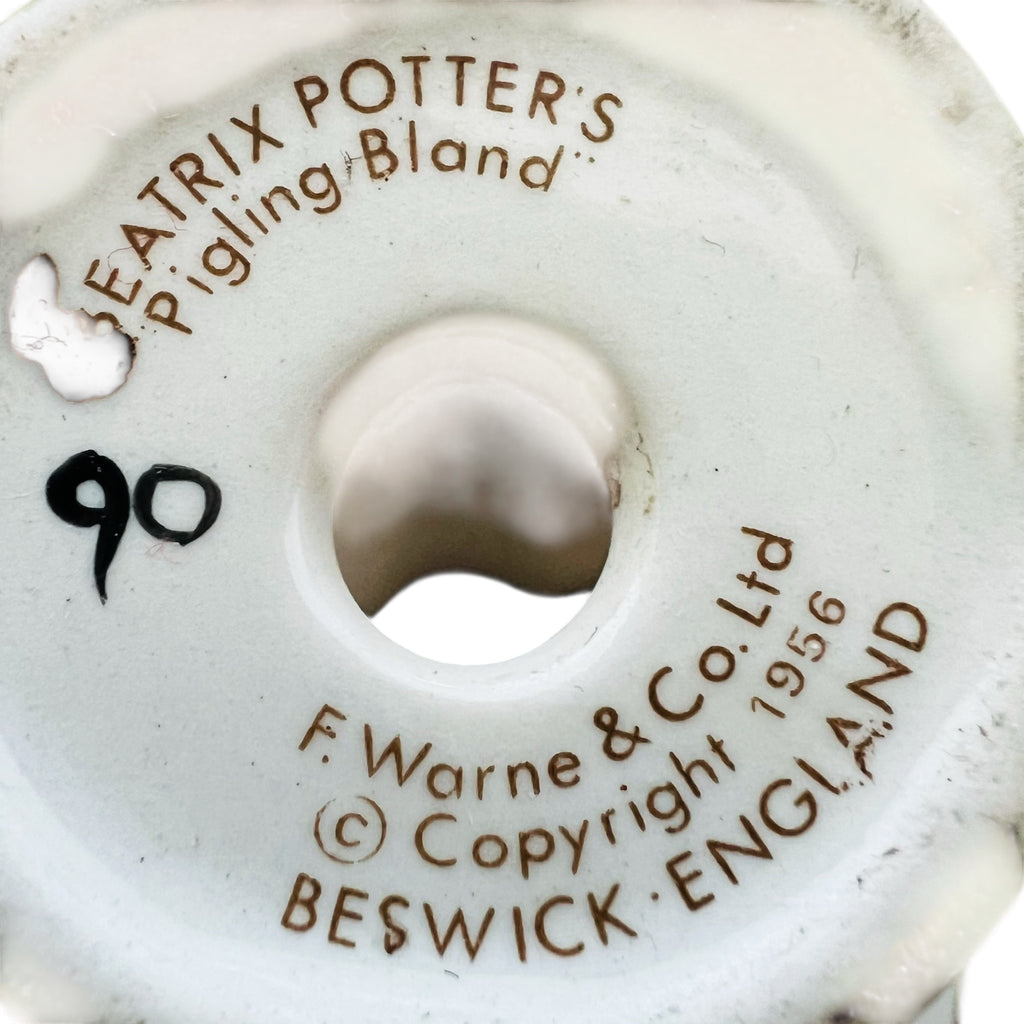 BEATRIX POTTER'S
"Pigling Bland"
90
F. Warne & Co. Ltd
© Copyright 1956
BESWICK · ENGLAND